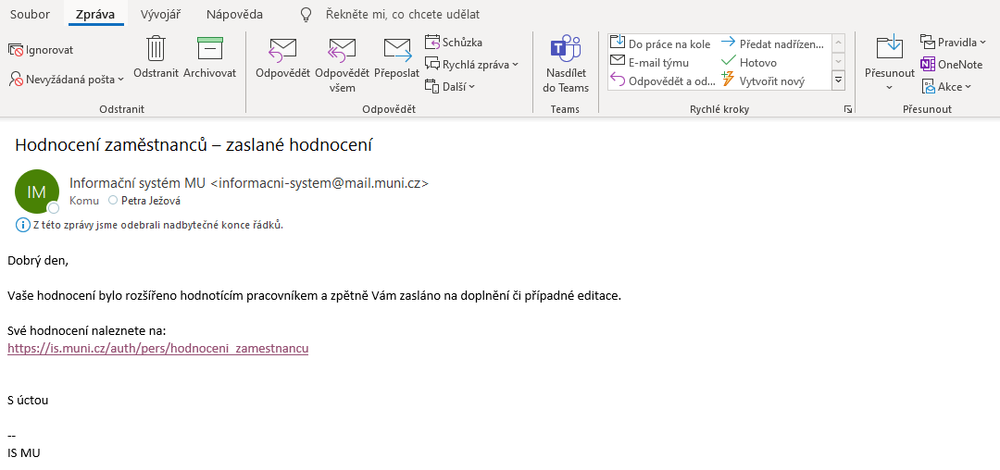 Soubor Zpráva Vývojář Nápověda Řekněte mi, co chcete udělat
Ignorovat
Nevyžádaná pošta
Odstranit Archivovat
Odstranit
Odpovědět Odpovědět všem Přeposlat
Schůzka
Rychlá zpráva
Další
Odpovědět
Nasdílet
do Teams
Teams
Do práce na kole Předat nadřízen...
E-mail týmu Hotovo
Odpovědět a od... Vytvořit nový
Rychlé kroky
Přesunout
Pravidla
OneNote
Akce
Přesunout
Hodnocení zaměstnanců – zaslané hodnocení
IM
Informační systém MU <informacni-system@mail.muni.cz>
Komu Petra Ježová
Z této zprávy jsme odebrali nadbytečné konce řádků.
Dobrý den,
Vaše hodnocení bylo rozšířeno hodnotícím pracovníkem a zpětně Vám zasláno na doplnění či případné editace.
Své hodnocení naleznete na:
https://is.muni.cz/auth/pers/hodnoceni_zamestnancu
S úctou
--
IS MU